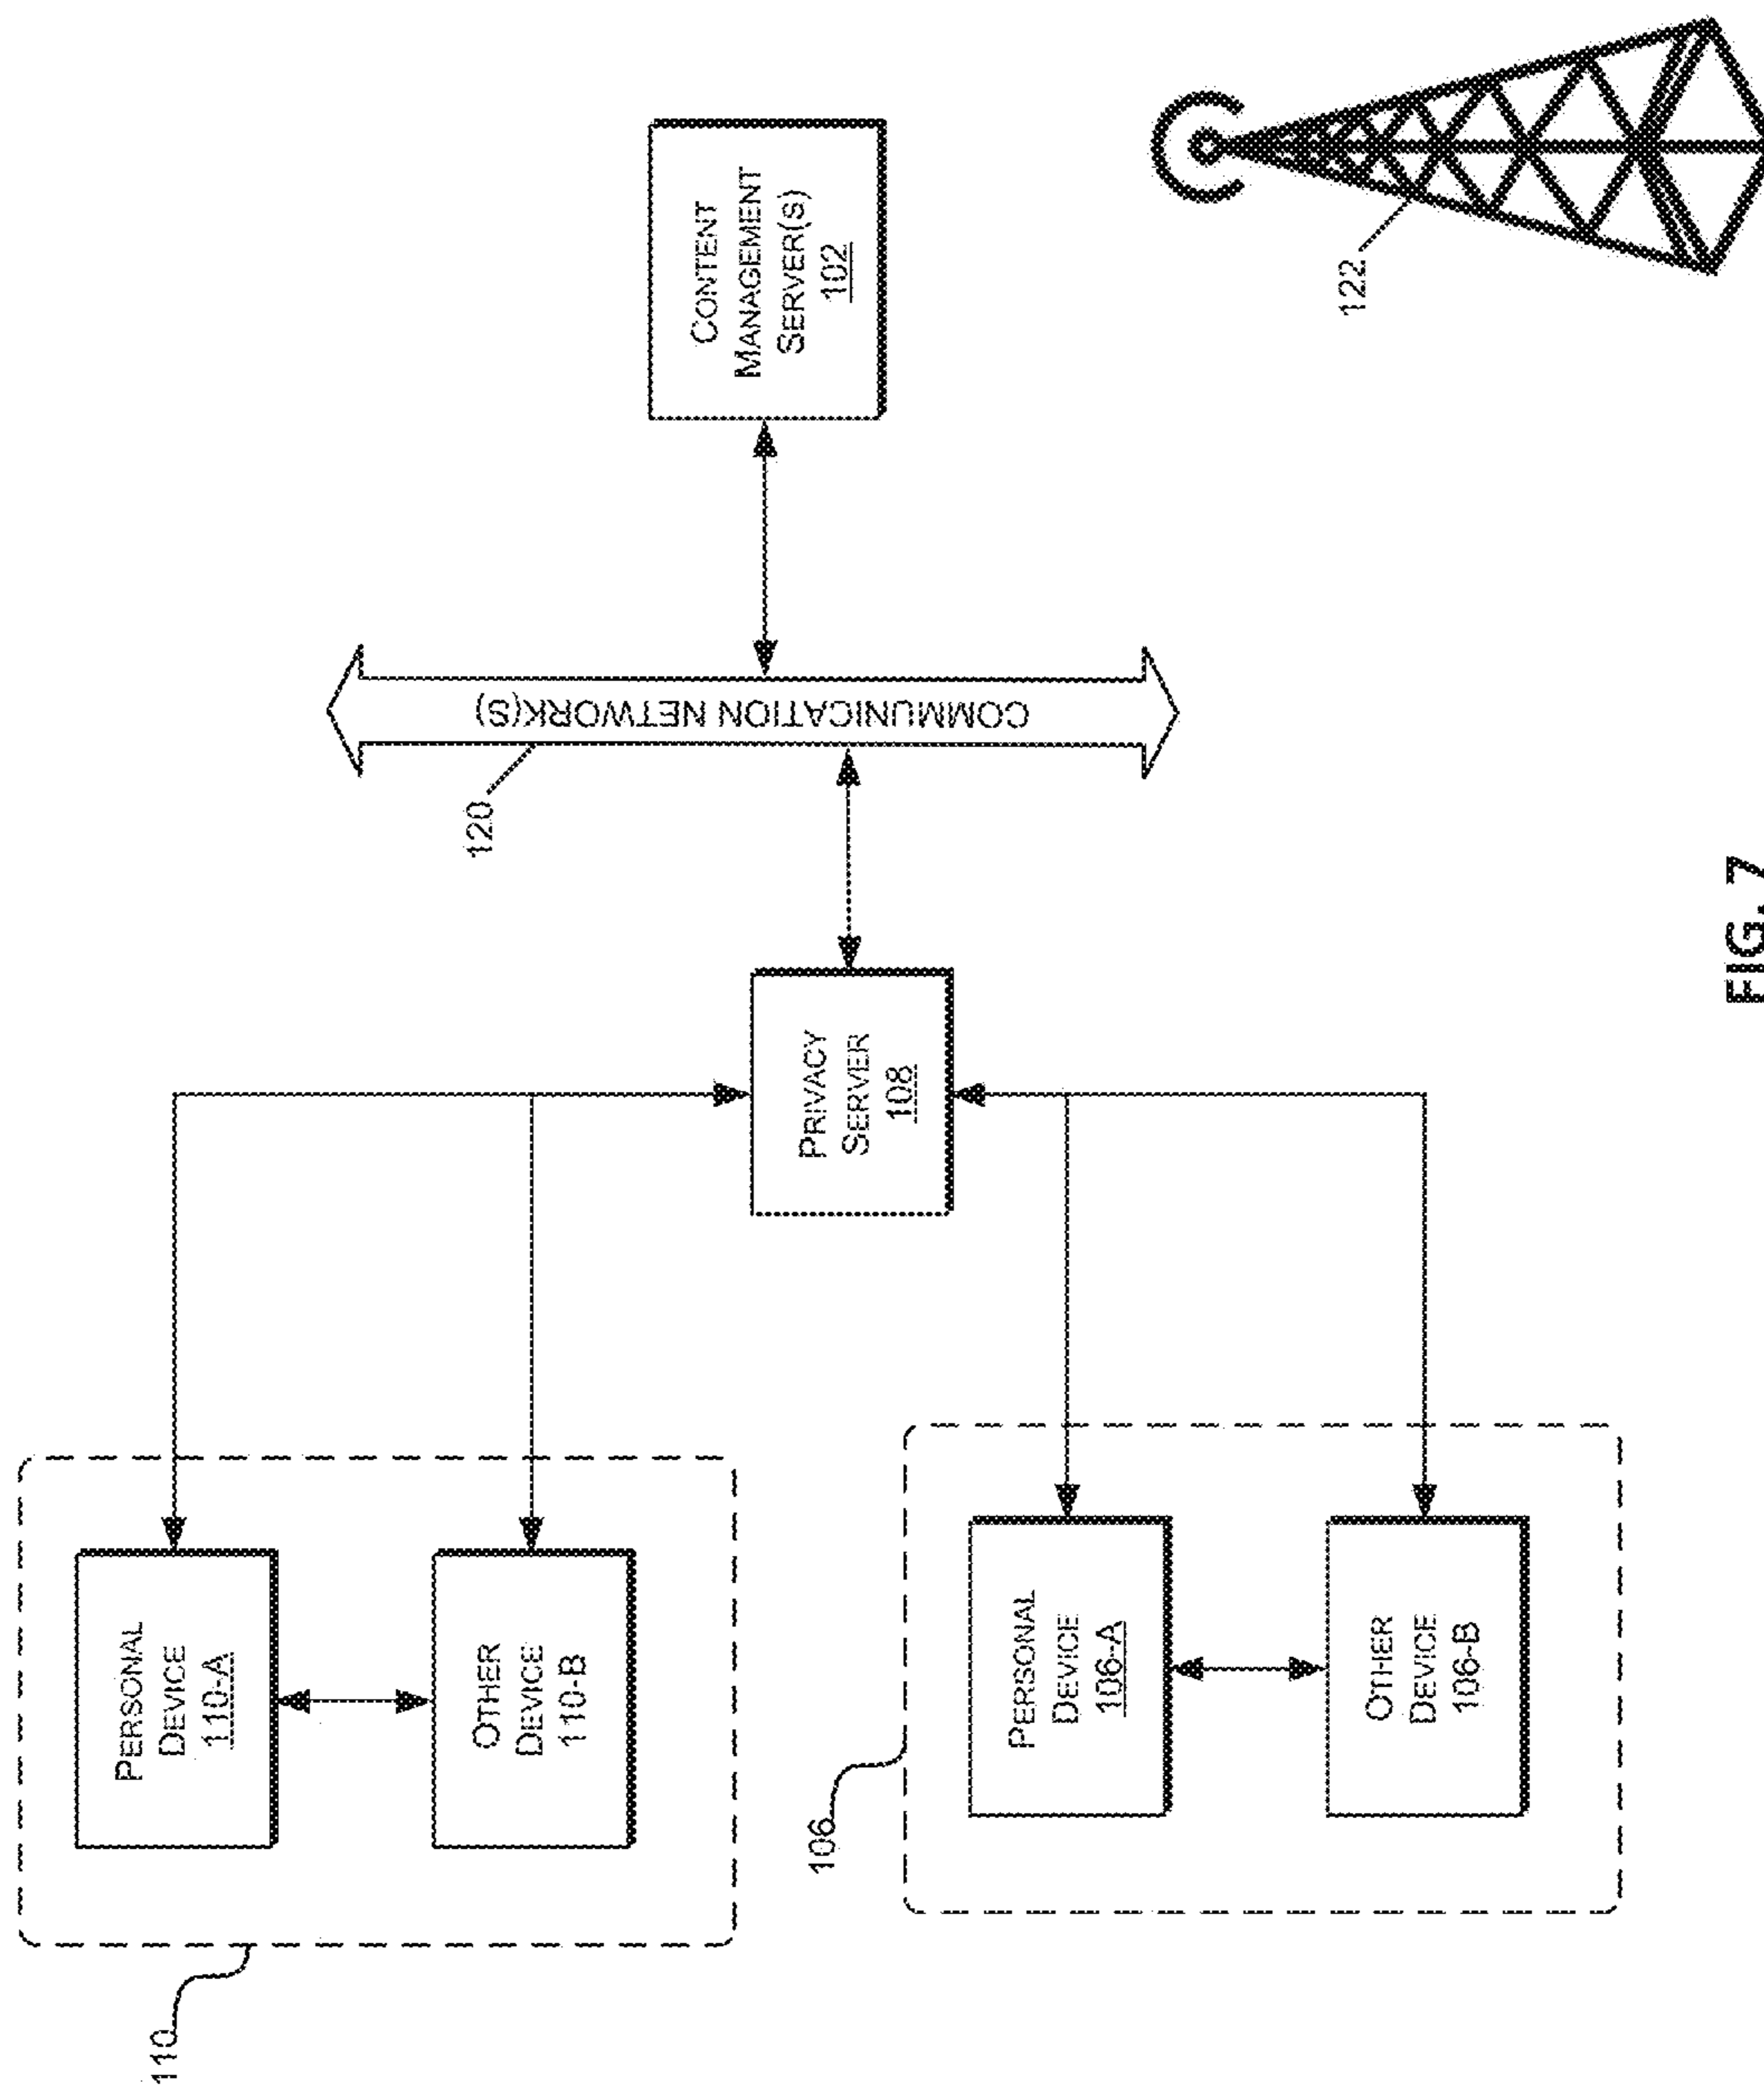 110
PERSONAL
DEVICE
110-A
OTHER
DEVICE
110-B
106
PERSONAL
DEVICE
106-A
OTHER
DEVICE
106-B
PRIVACY
SERVER
108
120
COMMUNICATION NETWORK(S)
CONTENT
MANAGEMENT
SERVER(S)
102
122
FIG. 7